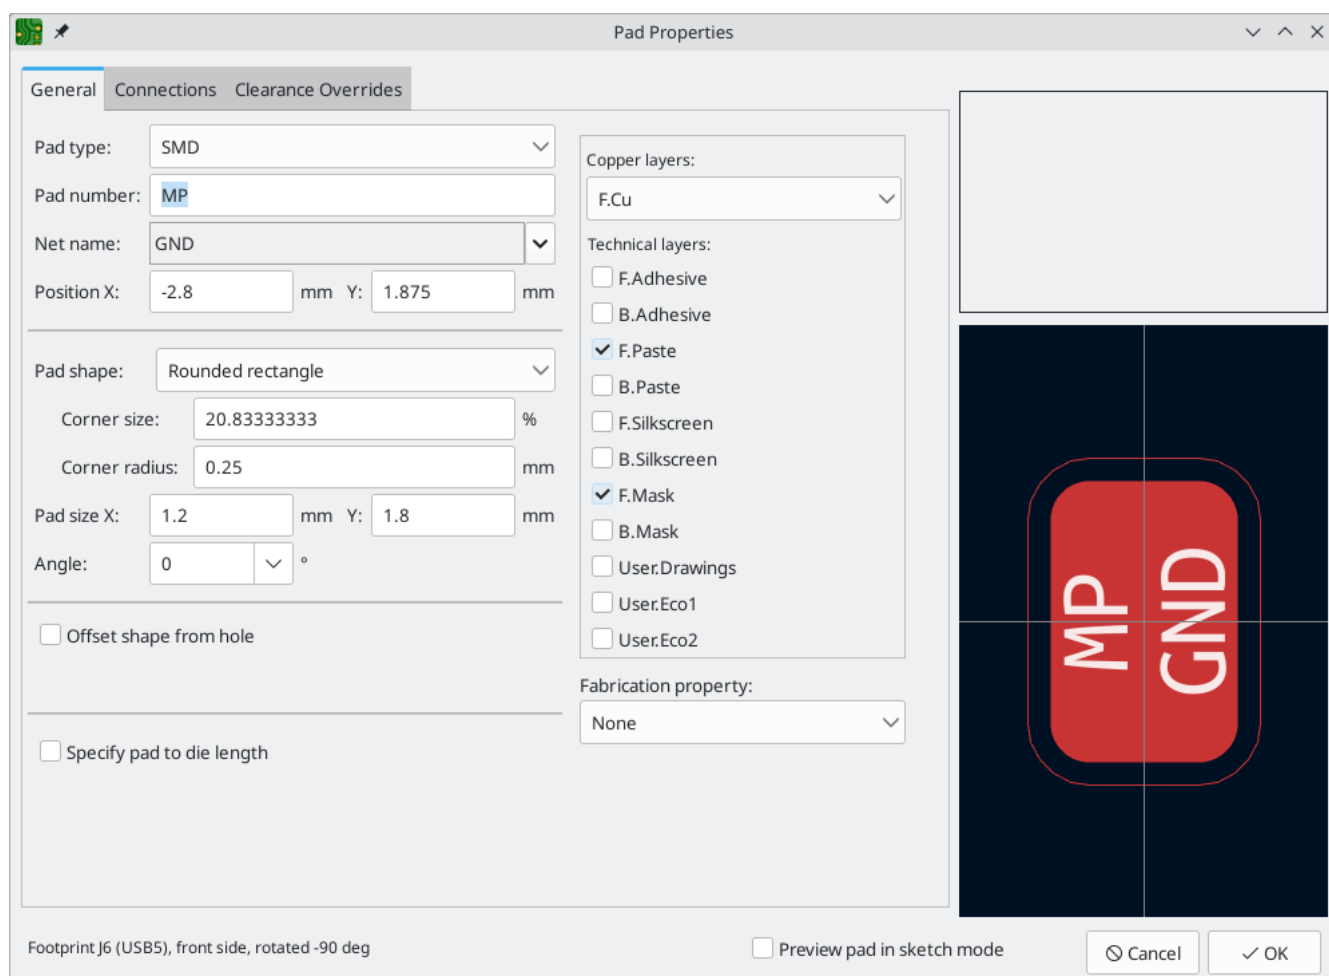 Pad Properties
General Connections Clearance Overrides
Pad type: SMD
Pad number: MP
Net name: GND
Position X: -2.8 mm Y: 1.875 mm
Pad shape: Rounded rectangle
Corner size: 20.83333333 %
Corner radius: 0.25 mm
Pad size X: 1.2 mm Y: 1.8 mm
Angle: 0 °
Offset shape from hole
Specify pad to die length
Copper layers:
F.Cu
Technical layers:
F.Adhesive
B.Adhesive
F.Paste
B.Paste
F.Silkscreen
B.Silkscreen
F.Mask
B.Mask
User.Drawings
User.Eco1
User.Eco2
Fabrication property:
None
MP
GND
Footprint J6 (USB5), front side, rotated -90 deg
Preview pad in sketch mode
Cancel
OK